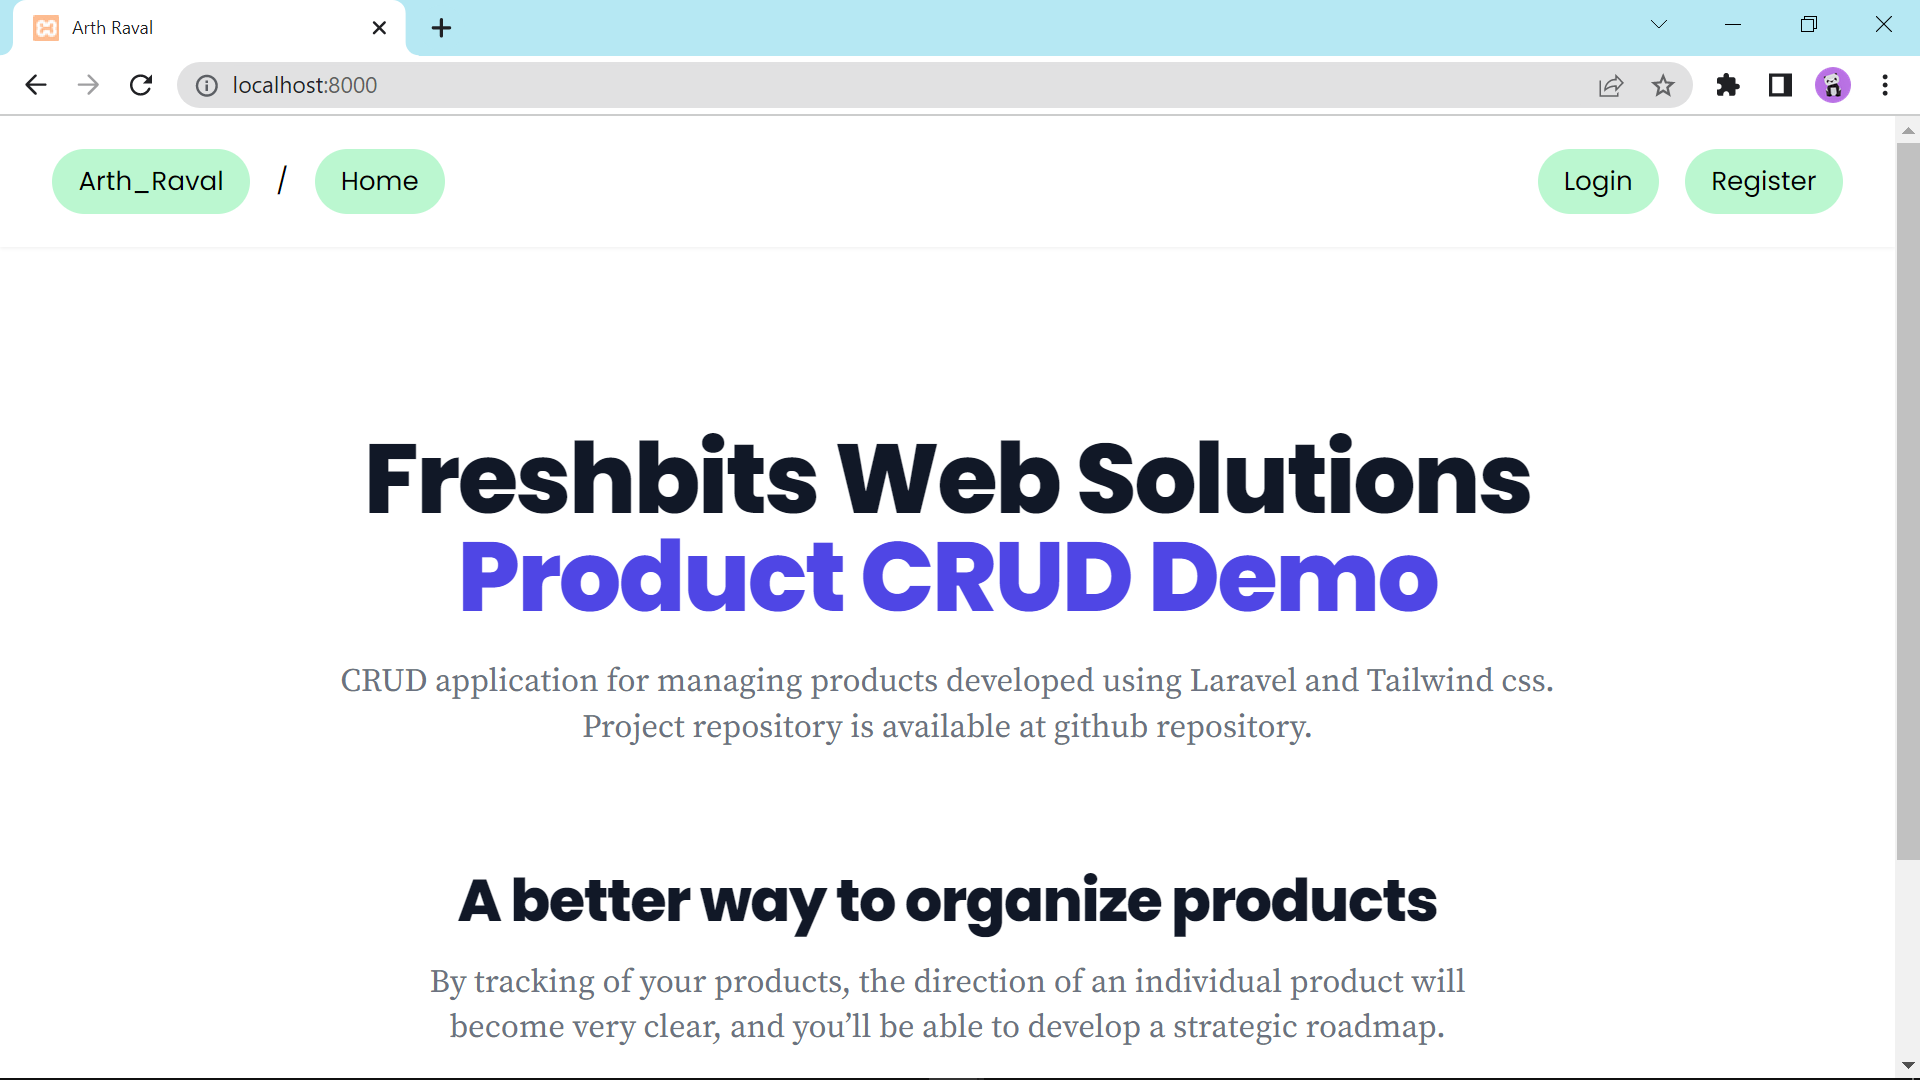 Arth Raval
localhost:8000
Arth_Raval / Home Login Register
Freshbits Web Solutions
Product CRUD Demo
CRUD application for managing products developed using Laravel and Tailwind css.
Project repository is available at github repository.
A better way to organize products
By tracking of your products, the direction of an individual product will
become very clear, and you’ll be able to develop a strategic roadmap.